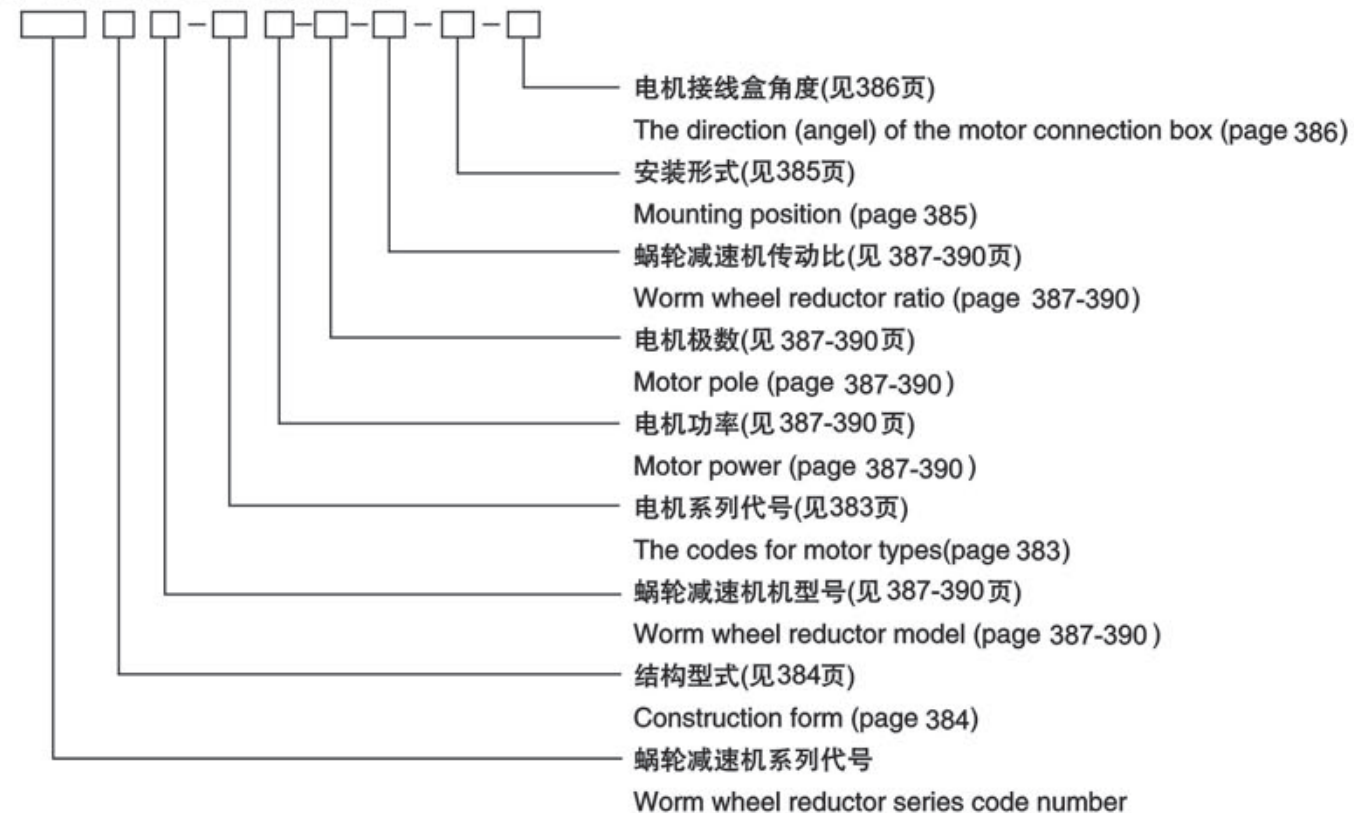 电机接线盒角度(见386页)
The direction (angel) of the motor connection box (page 386)
安装形式(见385页)
Mounting position (page 385)
蜗轮减速机传动比(见 387-390页)
Worm wheel reductor ratio (page 387-390)
电机极数(见 387-390页)
Motor pole (page 387-390)
电机功率(见 387-390页)
Motor power (page 387-390)
电机系列代号(见383页)
The codes for motor types(page 383)
蜗轮减速机机型号(见 387-390页)
Worm wheel reductor model (page 387-390)
结构型式(见384页)
Construction form (page 384)
蜗轮减速机系列代号
Worm wheel reductor series code number